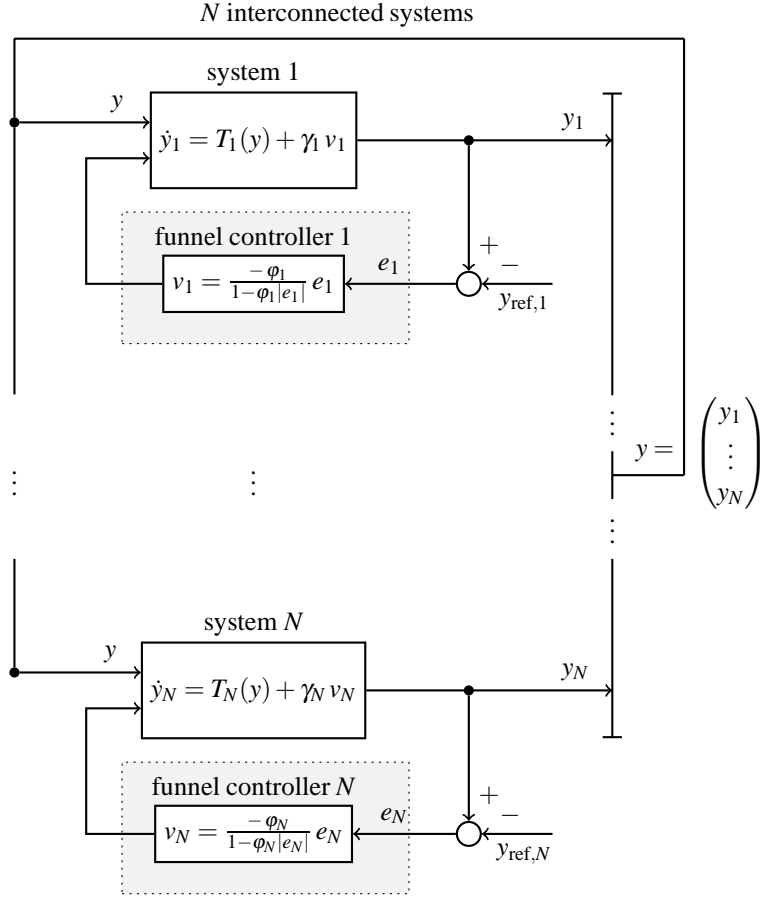 N interconnected systems
system 1
y
ẏ₁ = T₁(y) + γ₁ v₁
y₁
funnel controller 1
v₁ = −φ₁ / (1−φ₁|e₁|) e₁
e₁
+
−
y_ref,1
⋮
⋮
⋮
y =
(y₁ ⋮ y_N)
⋮
system N
y
ẏ_N = T_N(y) + γ_N v_N
y_N
funnel controller N
v_N = −φ_N / (1−φ_N|e_N|) e_N
e_N
+
−
y_ref,N